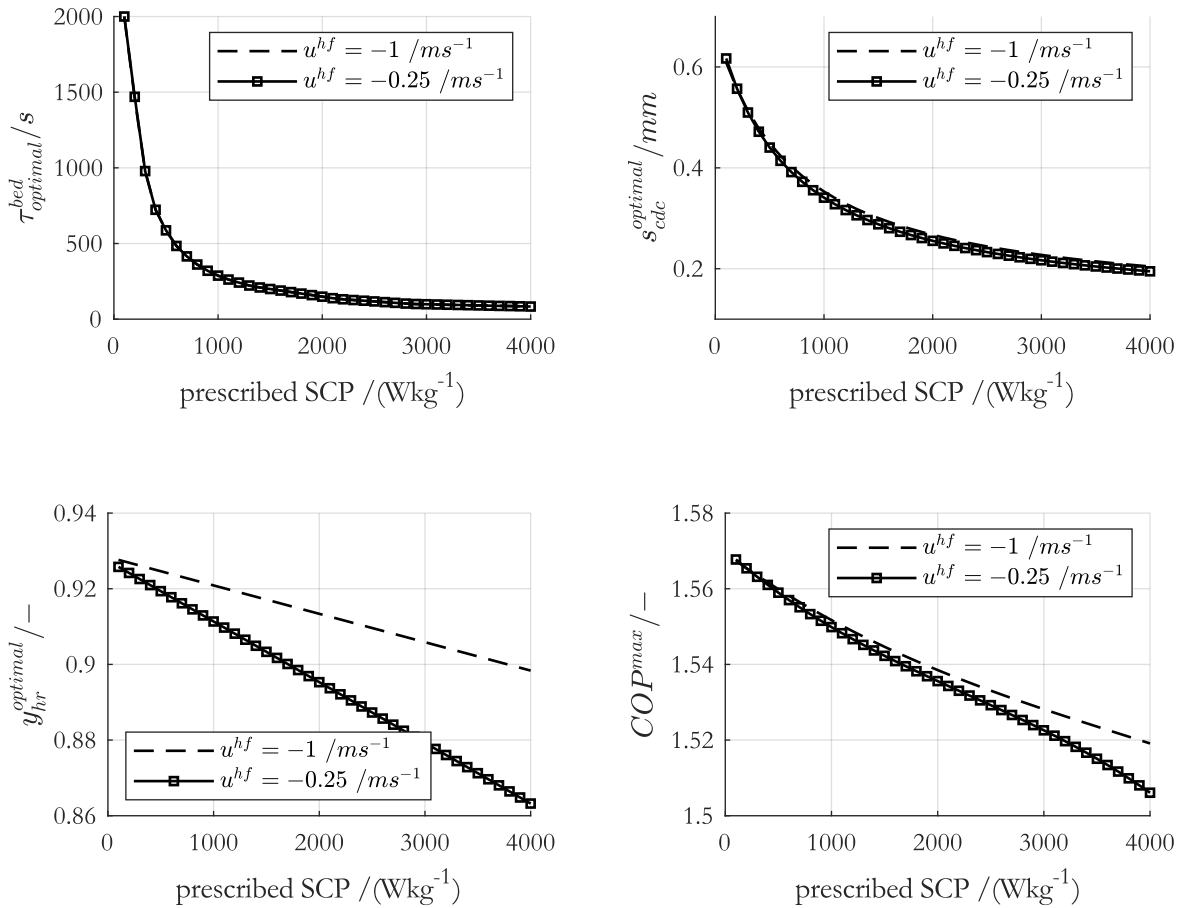 2000
1500
1000
500
0
τ^{bed}_{optimal}/s
u^{hf} = −1 /ms^{−1}
u^{hf} = −0.25 /ms^{−1}
0 1000 2000 3000 4000
prescribed SCP /(Wkg^{-1})
0.6
0.4
0.2
s^{optimal}_{cdc}/mm
u^{hf} = −1 /ms^{−1}
u^{hf} = −0.25 /ms^{−1}
0 1000 2000 3000 4000
prescribed SCP /(Wkg^{-1})
0.94
0.92
0.9
0.88
0.86
y^{optimal}_{hr}/−
u^{hf} = −1 /ms^{−1}
u^{hf} = −0.25 /ms^{−1}
0 1000 2000 3000 4000
prescribed SCP /(Wkg^{-1})
1.58
1.56
1.54
1.52
1.5
COP^{max}/−
u^{hf} = −1 /ms^{−1}
u^{hf} = −0.25 /ms^{−1}
0 1000 2000 3000 4000
prescribed SCP /(Wkg^{-1})